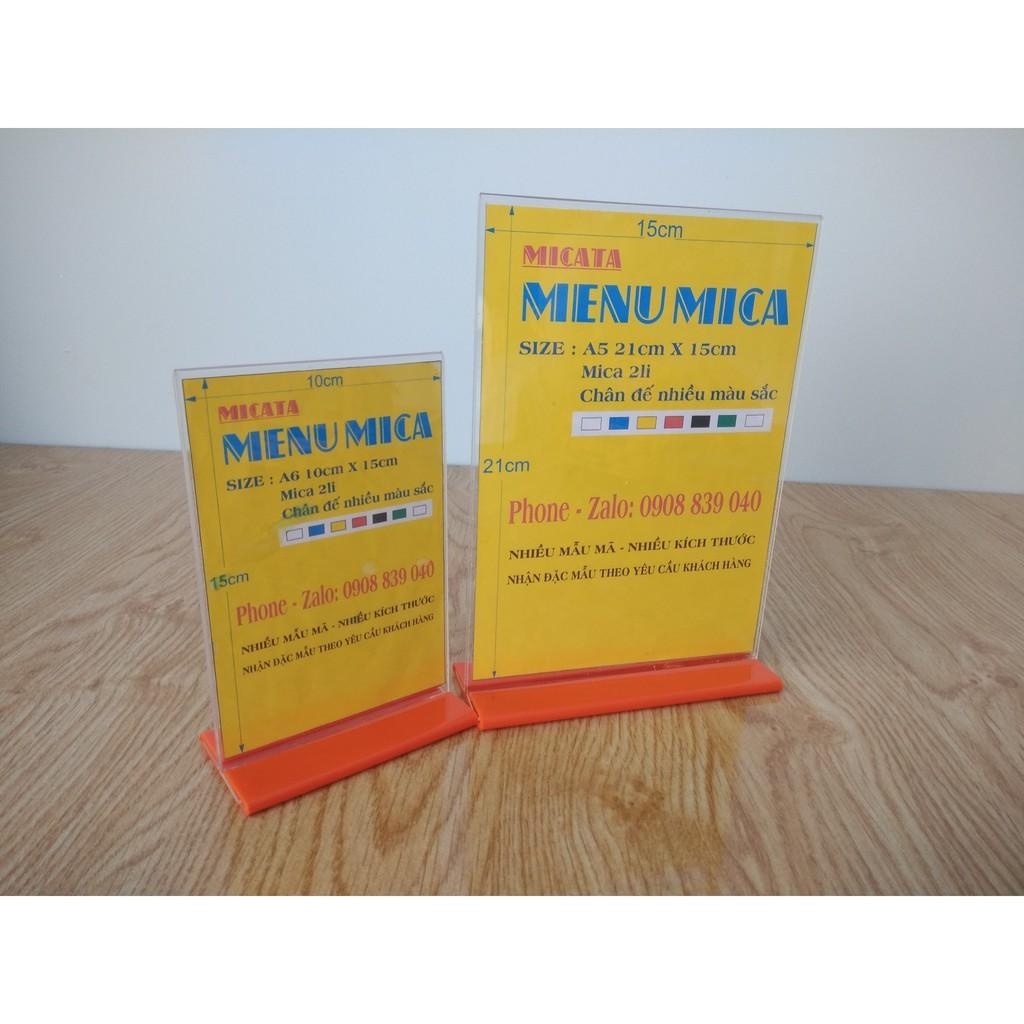 10cm
MICATA
MENU MICA
SIZE : A6 10cm X 15cm
Mica 2li
Chân đế nhiều màu sắc
15cm
Phone - Zalo: 0908 839 040
NHIỀU MẪU MÃ - NHIỀU KÍCH THƯỚC
NHẬN ĐẶC MẪU THEO YÊU CẦU KHÁCH HÀNG
15cm
MICATA
MENU MICA
SIZE : A5 21cm X 15cm
Mica 2li
Chân đế nhiều màu sắc
21cm
Phone - Zalo: 0908 839 040
NHIỀU MẪU MÃ - NHIỀU KÍCH THƯỚC
NHẬN ĐẶC MẪU THEO YÊU CẦU KHÁCH HÀNG